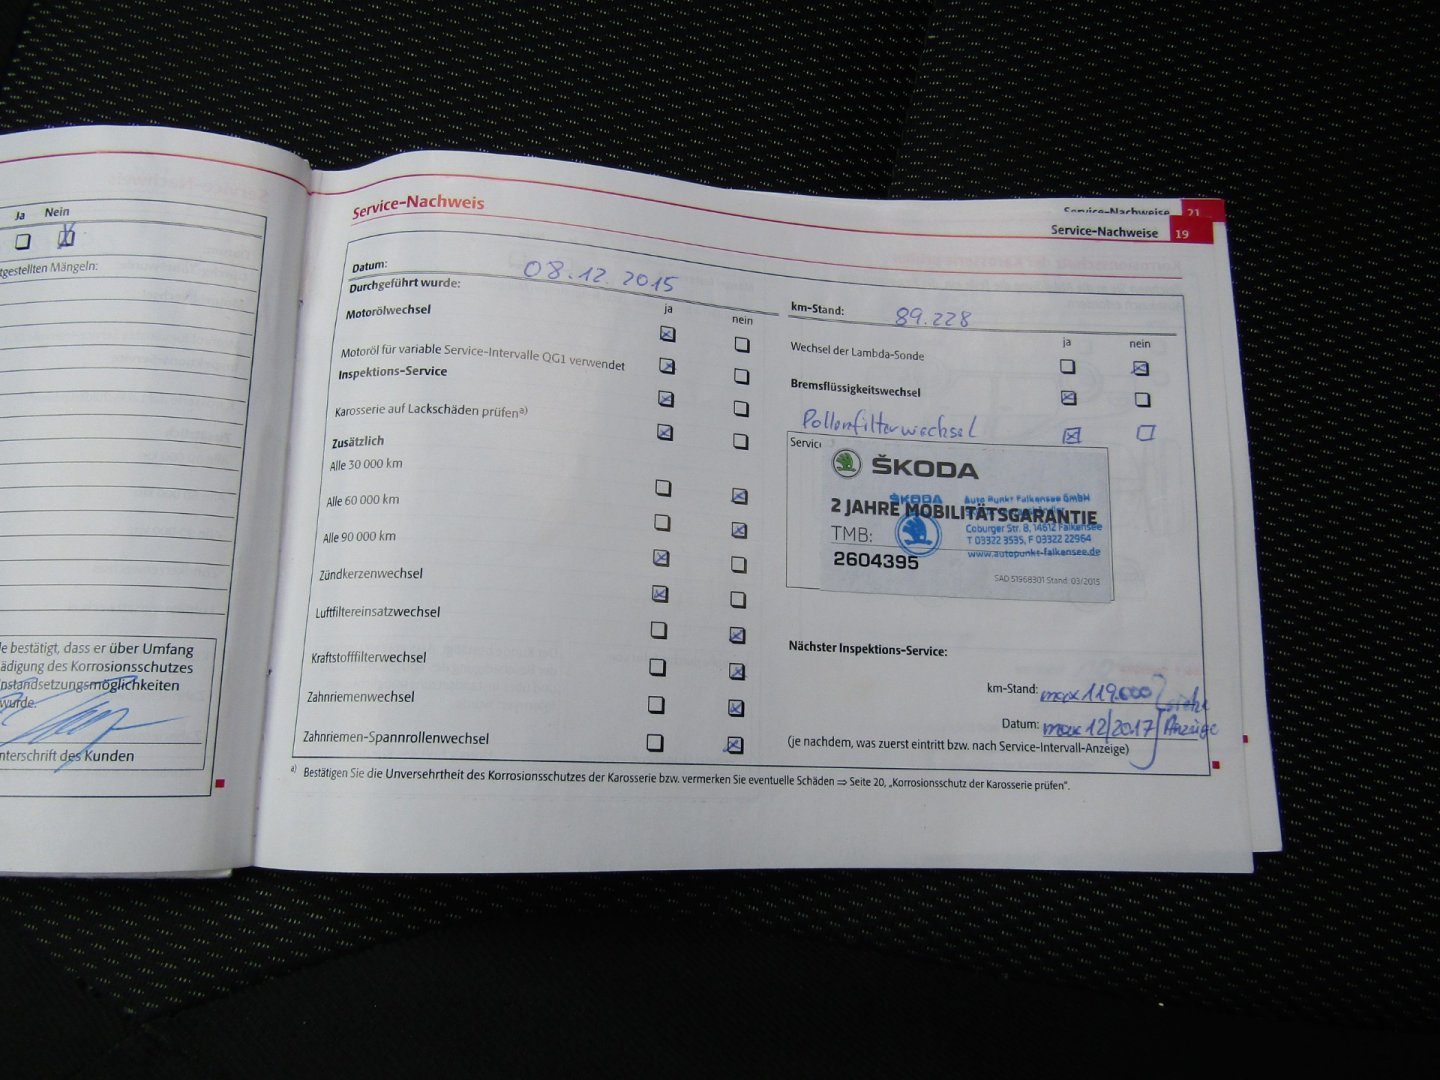 Ja Nein
tgestellten Mängeln:
e bestätigt, dass er über Umfang
ädigung des Korrosionsschutzes
nstandsetzungsmöglichkeiten
wurde.
nterschrift des Kunden
Service-Nachweise 21
Service-Nachweise 19
Service-Nachweis
Datum: 08.12.2015
Durchgeführt wurde:
ja nein
Motorölwechsel
Motoröl für variable Service-Intervalle QG1 verwendet
Inspektions-Service
Karosserie auf Lackschäden prüfen a)
Zusätzlich
Alle 30 000 km
Alle 60 000 km
Alle 90 000 km
Zündkerzenwechsel
Luftfiltereinsatzwechsel
Kraftstofffilterwechsel
Zahnriemenwechsel
Zahnriemen-Spannrollenwechsel
km-Stand: 89.228
ja nein
Wechsel der Lambda-Sonde
Bremsflüssigkeitswechsel
Pollenfilterwechsel
ŠKODA
2 JAHRE MOBILITÄTSGARANTIE
TMB:
2604395
SAD 51968301 Stand: 03/2015
ŠKODA
Auto Punkt Falkensee GmbH
Coburger Str. 8, 14612 Falkensee
T 03322 3535, F 03322 22964
www.autopunkt-falkensee.de
Nächster Inspektions-Service:
km-Stand: max 119.000 siehe
Datum: max 12/2017 Anzeige
(je nachdem, was zuerst eintritt bzw. nach Service-Intervall-Anzeige)
a) Bestätigen Sie die Unversehrtheit des Korrosionsschutzes der Karosserie bzw. vermerken Sie eventuelle Schäden ⇒ Seite 20, „Korrosionsschutz der Karosserie prüfen“.